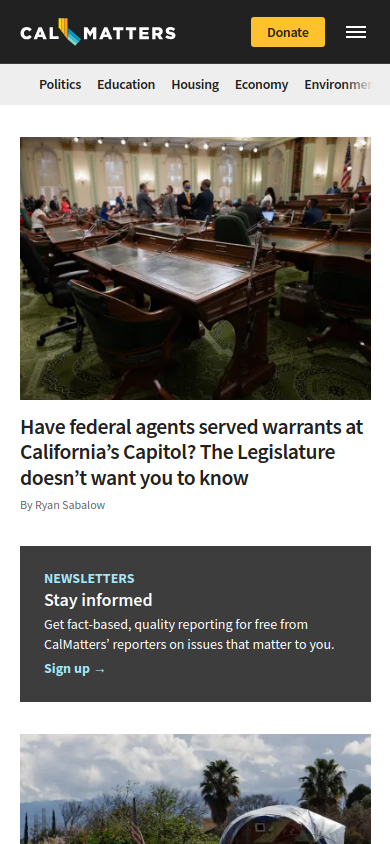 CAL MATTERS
Donate
Politics Education Housing Economy Environmen
Have federal agents served warrants at
California’s Capitol? The Legislature
doesn’t want you to know
By Ryan Sabalow
NEWSLETTERS
Stay informed
Get fact-based, quality reporting for free from
CalMatters’ reporters on issues that matter to you.
Sign up →